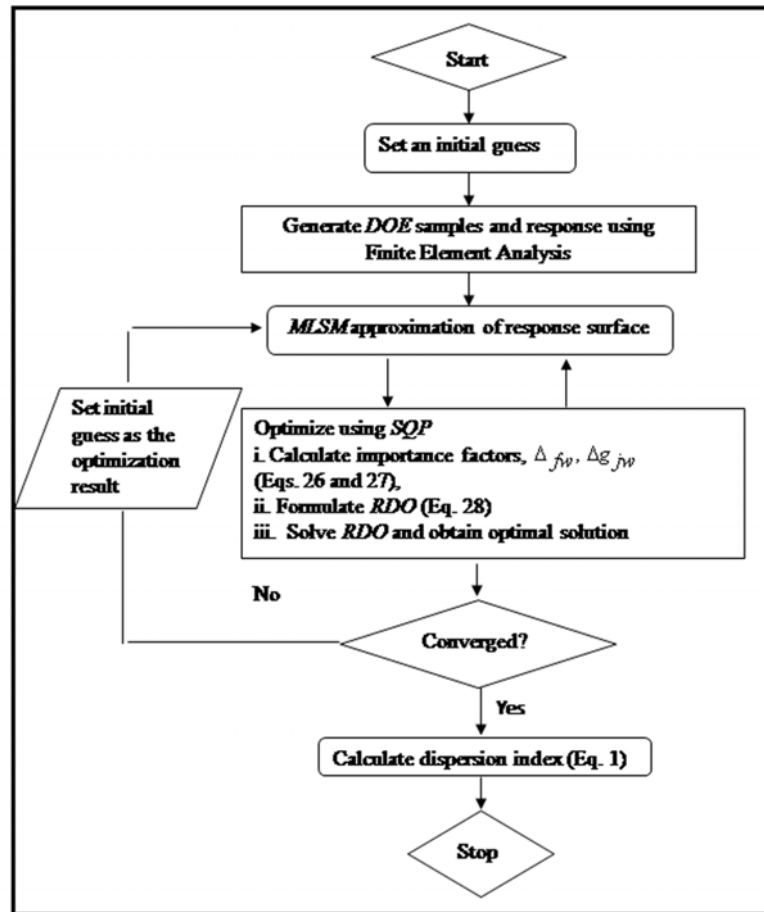 Start
Set an initial guess
Generate DOE samples and response using
Finite Element Analysis
MLSM approximation of response surface
Set initial
guess as the
optimization
result
Optimize using SQP
i. Calculate importance factors, Δ fw, Δg jw
(Eqs. 26 and 27),
ii. Formulate RDO (Eq. 28)
iii. Solve RDO and obtain optimal solution
No
Converged?
Yes
Calculate dispersion index (Eq. 1)
Stop